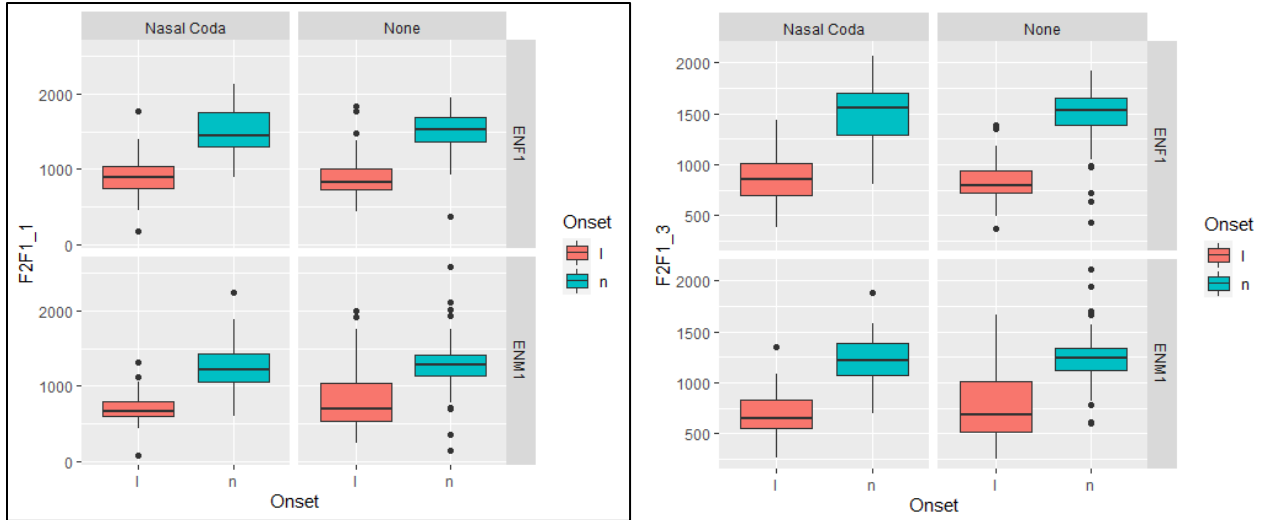 Nasal Coda
None
2000
1000
0
ENF1
2000
1000
0
ENM1
F2F1_1
l
n
l
n
Onset
Onset
l
n
Nasal Coda
None
2000
1500
1000
500
ENF1
2000
1500
1000
500
ENM1
F2F1_3
l
n
l
n
Onset
Onset
l
n